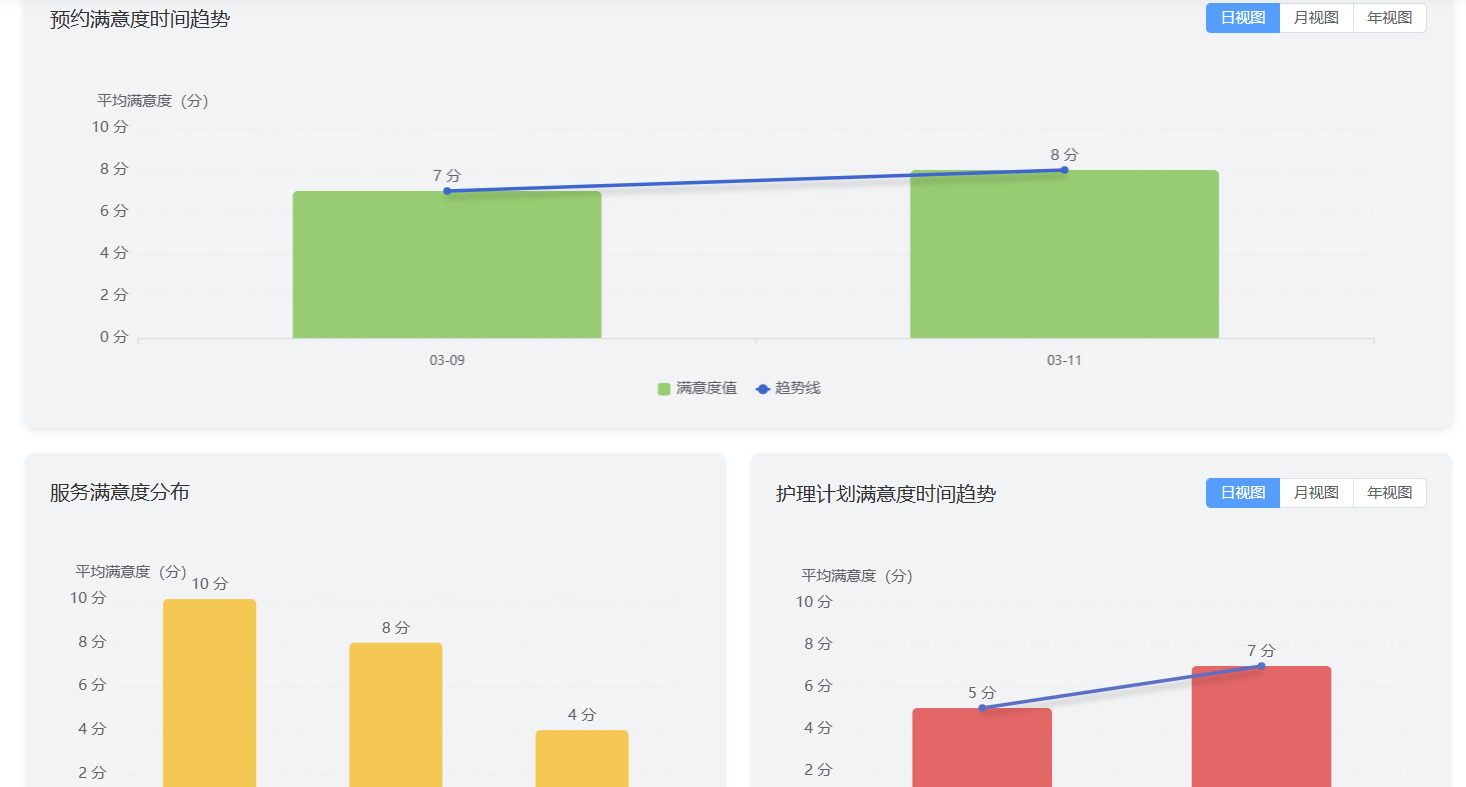 预约满意度时间趋势
日视图 月视图 年视图
平均满意度（分）
10 分
8 分
6 分
4 分
2 分
0 分
7 分
8 分
03-09
03-11
满意度值 趋势线
服务满意度分布
平均满意度（分）
10 分
8 分
6 分
4 分
2 分
10 分
8 分
4 分
护理计划满意度时间趋势
日视图 月视图 年视图
平均满意度（分）
10 分
8 分
6 分
4 分
2 分
5 分
7 分